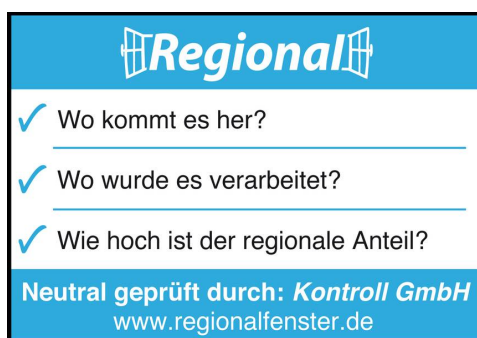 Regional
Wo kommt es her?
Wo wurde es verarbeitet?
Wie hoch ist der regionale Anteil?
Neutral geprüft durch: Kontroll GmbH
www.regionalfenster.de